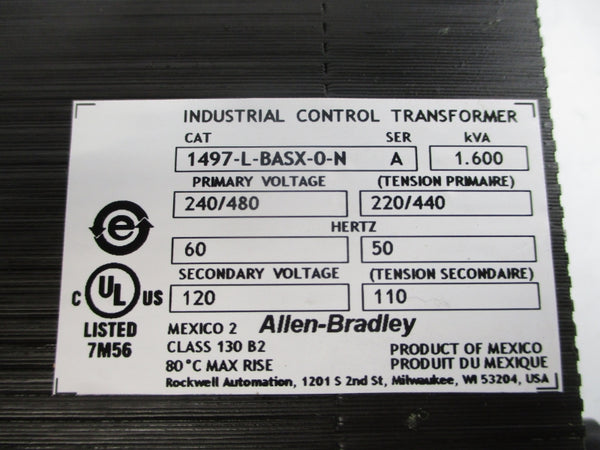 INDUSTRIAL CONTROL TRANSFORMER
CAT SER kVA
1497-L-BASX-0-N A 1.600
PRIMARY VOLTAGE (TENSION PRIMAIRE)
240/480 220/440
HERTZ
60 50
SECONDARY VOLTAGE (TENSION SECONDAIRE)
120 110
e
C UL US
LISTED
7M56
MEXICO 2 Allen-Bradley
CLASS 130 B2 PRODUCT OF MEXICO
80°C MAX RISE PRODUIT DU MEXIQUE
Rockwell Automation, 1201 S 2nd St, Milwaukee, WI 53204, USA